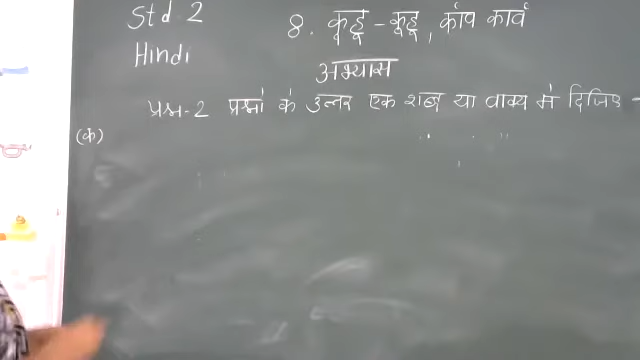 Std 2
8. कूहू - कूहू, काँव काव
Hindi
अभ्यास
प्रश्न-2 प्रश्नों के उत्तर एक शब्द या वाक्य में दिजिए -
(क)